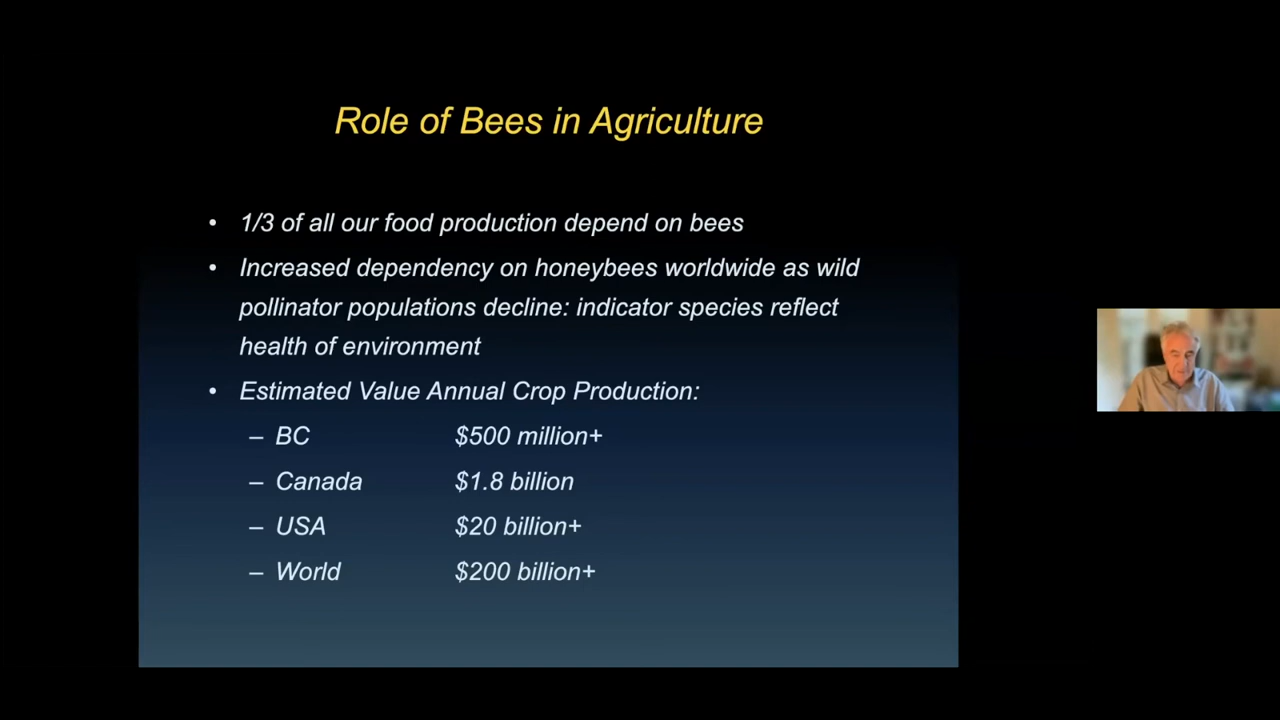 Role of Bees in Agriculture
• 1/3 of all our food production depend on bees
• Increased dependency on honeybees worldwide as wild
pollinator populations decline: indicator species reflect
health of environment
• Estimated Value Annual Crop Production:
– BC $500 million+
– Canada $1.8 billion
– USA $20 billion+
– World $200 billion+